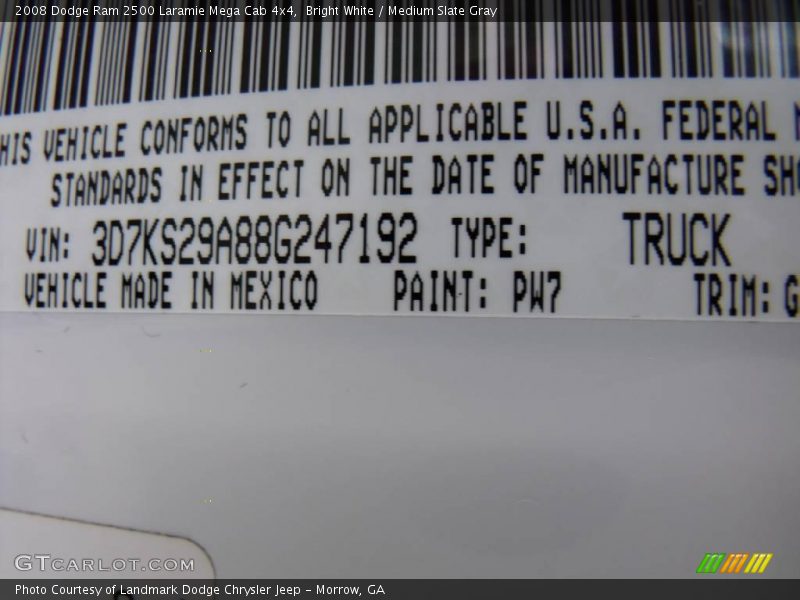 2008 Dodge Ram 2500 Laramie Mega Cab 4x4, Bright White / Medium Slate Gray
HIS VEHICLE CONFORMS TO ALL APPLICABLE U.S.A. FEDERAL
STANDARDS IN EFFECT ON THE DATE OF MANUFACTURE SHO
VIN: 3D7KS29A88G247192 TYPE: TRUCK
VEHICLE MADE IN MEXICO PAINT: PW7 TRIM: G
GTCARLOT.COM
Photo Courtesy of Landmark Dodge Chrysler Jeep - Morrow, GA